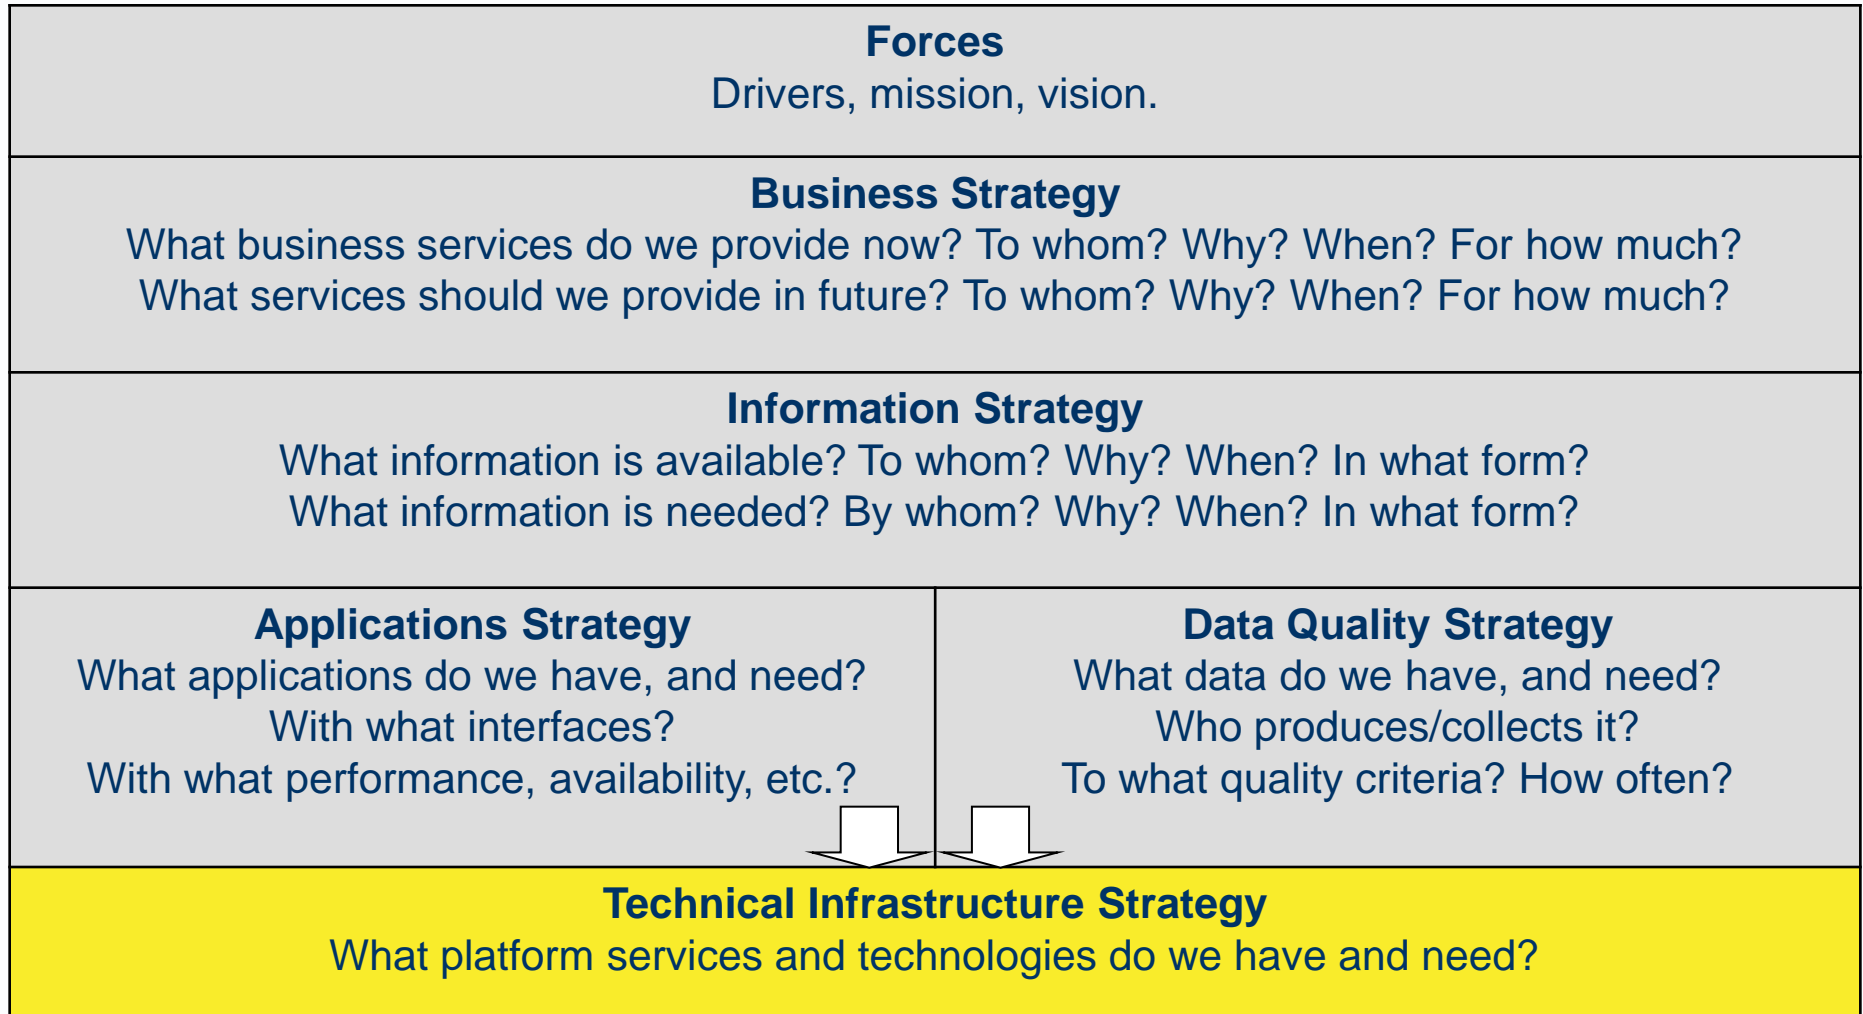 Forces
Drivers, mission, vision.
Business Strategy
What business services do we provide now? To whom? Why? When? For how much?
What services should we provide in future? To whom? Why? When? For how much?
Information Strategy
What information is available? To whom? Why? When? In what form?
What information is needed? By whom? Why? When? In what form?
Applications Strategy
What applications do we have, and need?
With what interfaces?
With what performance, availability, etc.?
Data Quality Strategy
What data do we have, and need?
Who produces/collects it?
To what quality criteria? How often?
Technical Infrastructure Strategy
What platform services and technologies do we have and need?